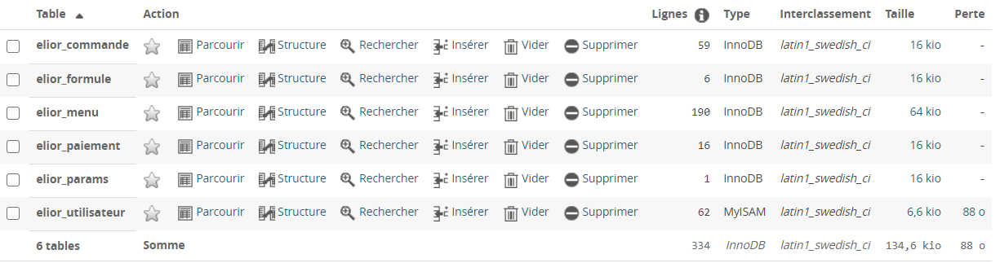 Table Action Lignes Type Interclassement Taille Perte
elior_commande Parcourir Structure Rechercher Insérer Vider Supprimer 59 InnoDB latin1_swedish_ci 16 kio -
elior_formule Parcourir Structure Rechercher Insérer Vider Supprimer 6 InnoDB latin1_swedish_ci 16 kio -
elior_menu Parcourir Structure Rechercher Insérer Vider Supprimer 190 InnoDB latin1_swedish_ci 64 kio -
elior_paiement Parcourir Structure Rechercher Insérer Vider Supprimer 16 InnoDB latin1_swedish_ci 16 kio -
elior_params Parcourir Structure Rechercher Insérer Vider Supprimer 1 InnoDB latin1_swedish_ci 16 kio -
elior_utilisateur Parcourir Structure Rechercher Insérer Vider Supprimer 62 MyISAM latin1_swedish_ci 6,6 kio 88 o
6 tables Somme 334 InnoDB latin1_swedish_ci 134,6 kio 88 o